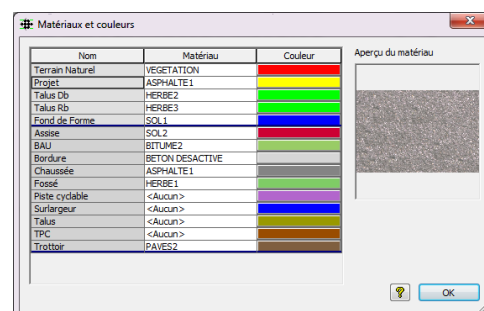 Matériaux et couleurs
Nom Matériau Couleur
Aperçu du matériau
Terrain Naturel VEGETATION
Projet ASPHALTE1
Talus Db HERBE2
Talus Rb HERBE3
Fond de Forme SOL1
Assise SOL2
BAU BITUME2
Bordure BETON DESACTIVE
Chaussée ASPHALTE1
Fossé HERBE1
Piste cyclable <Aucun>
Surlargeur <Aucun>
Talus <Aucun>
TPC <Aucun>
Trottoir PAVES2
? OK